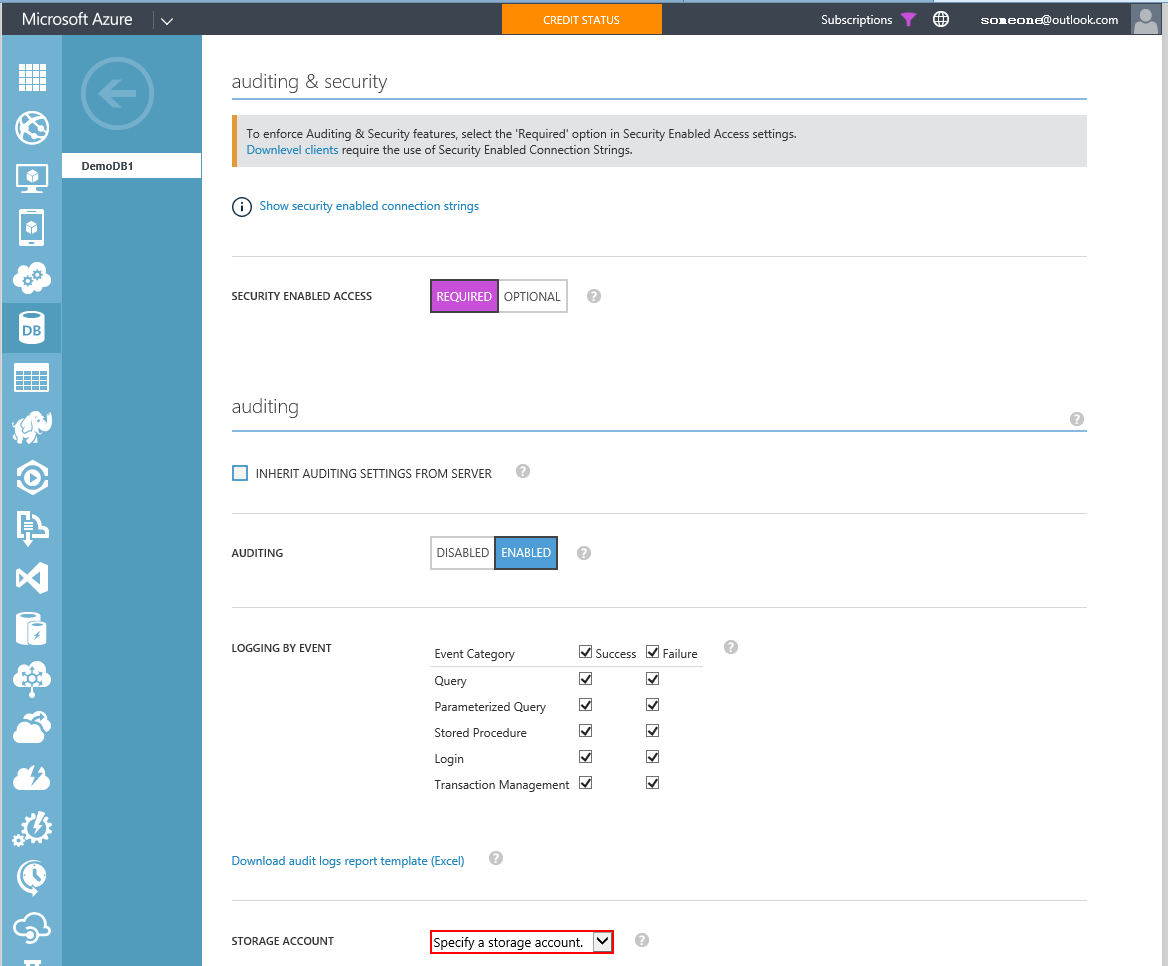 Microsoft Azure
CREDIT STATUS
Subscriptions
someone@outlook.com
DemoDB1
auditing & security
To enforce Auditing & Security features, select the 'Required' option in Security Enabled Access settings.
Downlevel clients require the use of Security Enabled Connection Strings.
i Show security enabled connection strings
SECURITY ENABLED ACCESS REQUIRED OPTIONAL ?
auditing ?
INHERIT AUDITING SETTINGS FROM SERVER ?
AUDITING DISABLED ENABLED ?
LOGGING BY EVENT Event Category Success Failure ?
Query
Parameterized Query
Stored Procedure
Login
Transaction Management
Download audit logs report template (Excel) ?
STORAGE ACCOUNT Specify a storage account. ?
DB